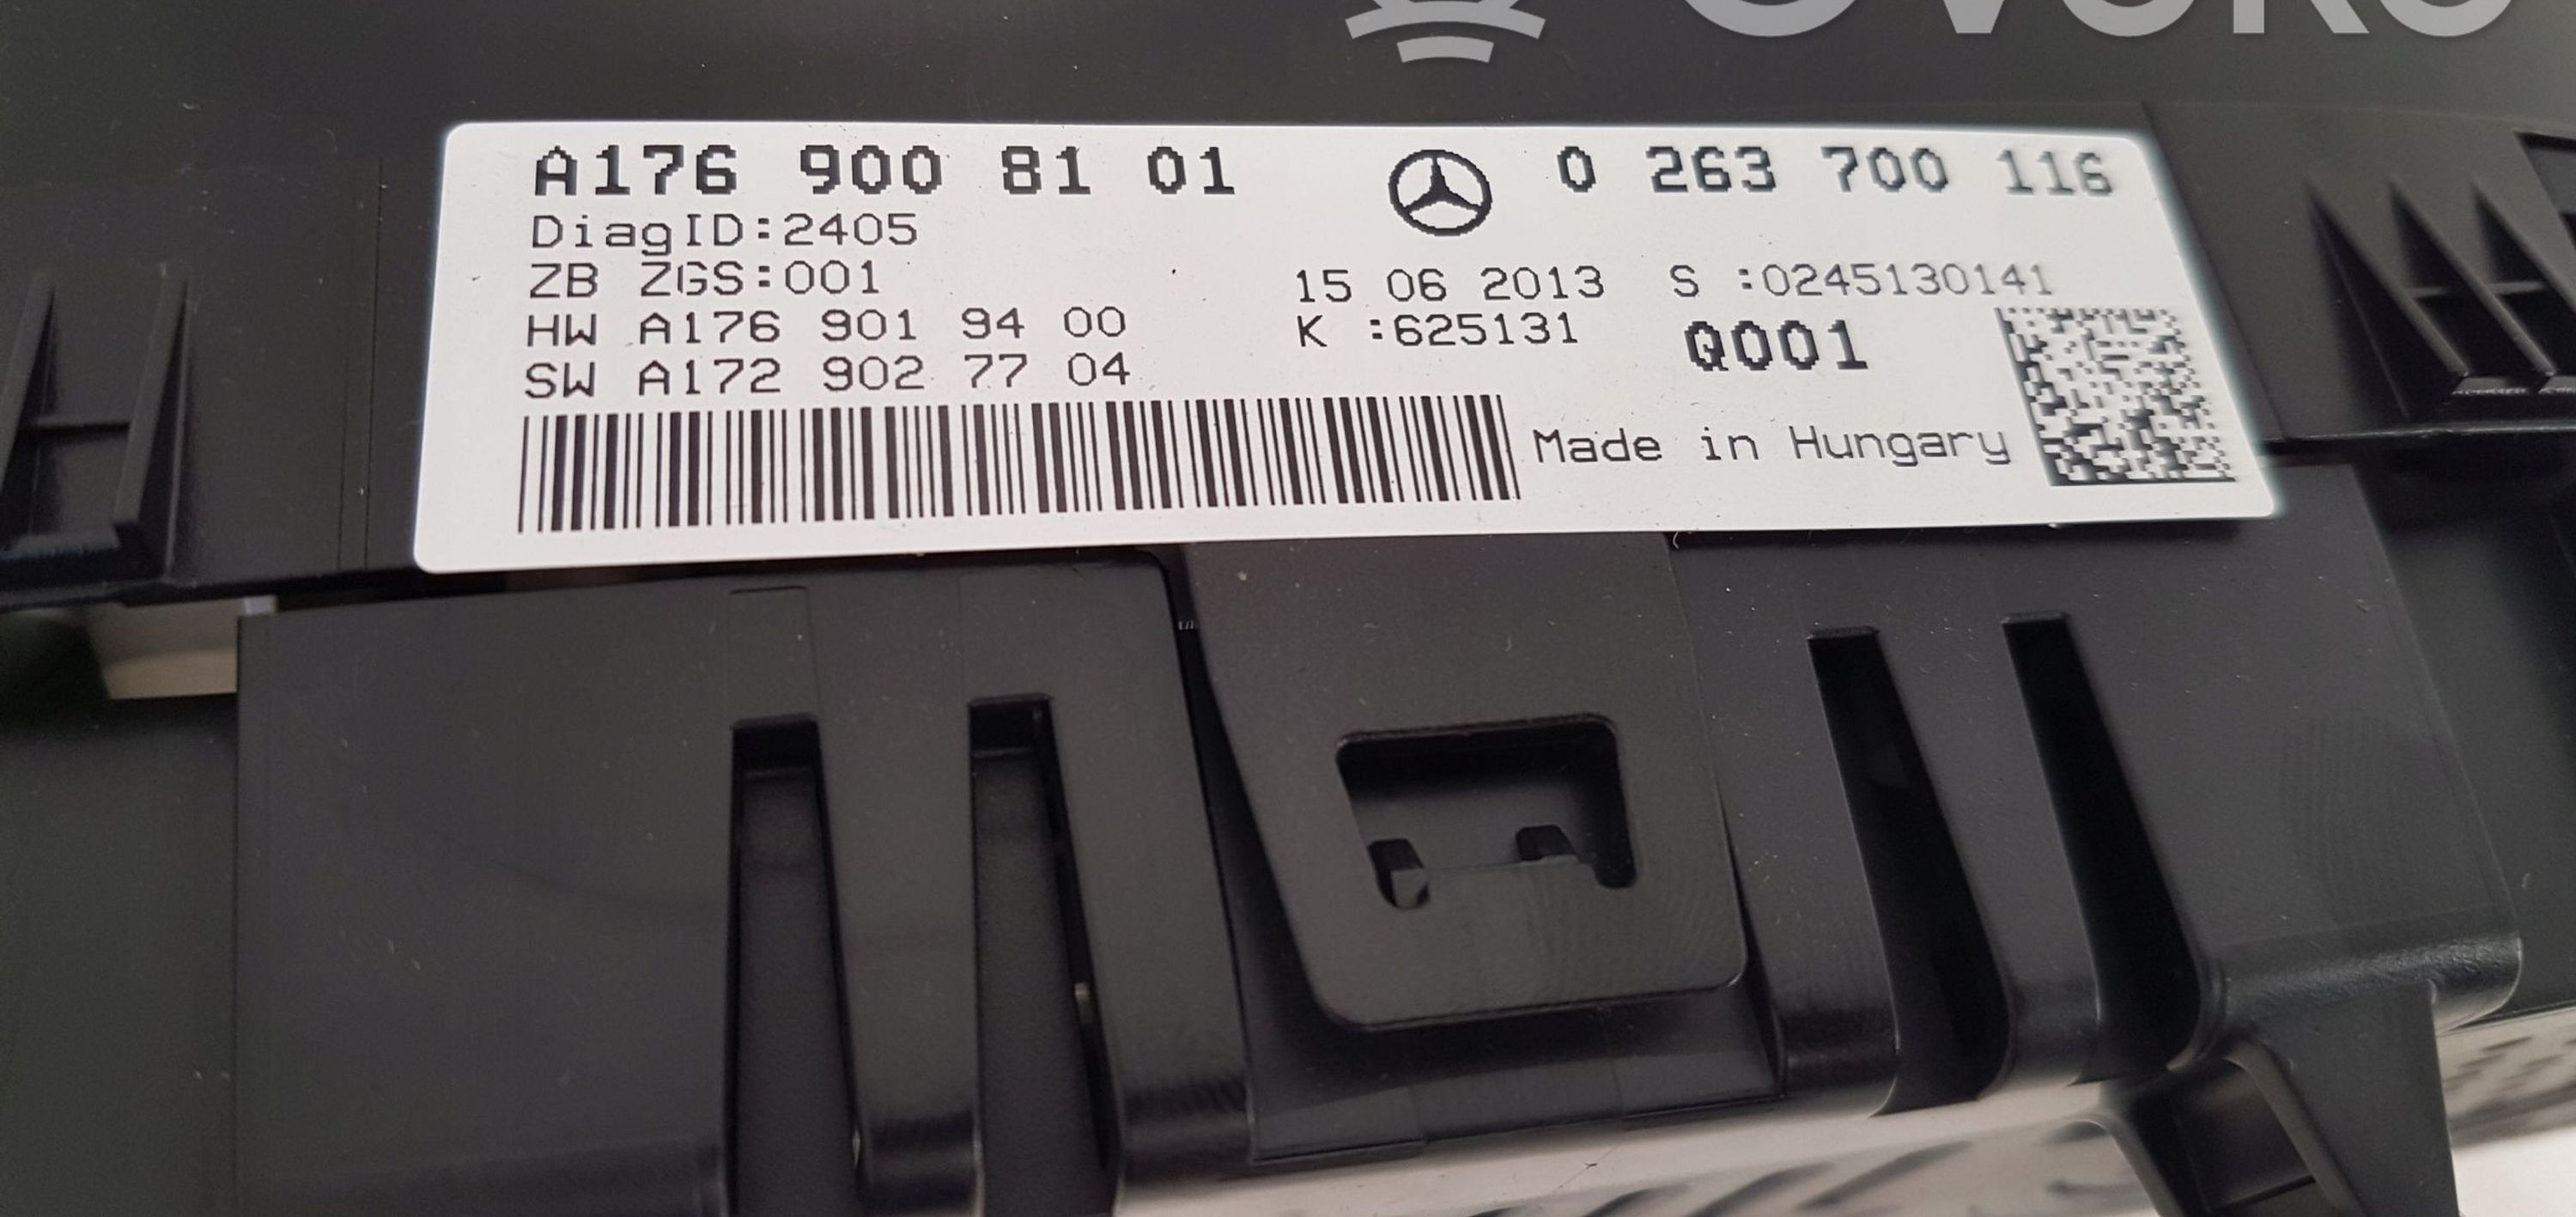 A176 900 81 01
0 263 700 116
DiagID:2405
ZB ZGS:001
HW A176 901 94 00
SW A172 902 77 04
15 06 2013 S :0245130141
K :625131
Q001
Made in Hungary